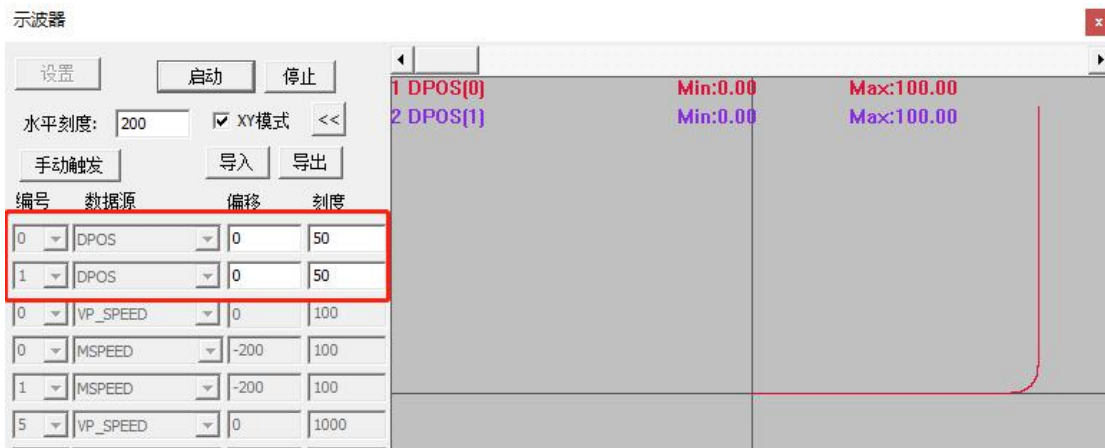 示波器
x
设置 启动 停止
水平刻度: 200 XY模式 <<
手动触发 导入 导出
编号 数据源 偏移 刻度
0 DPOS 0 50
1 DPOS 0 50
0 VP_SPEED 0 100
0 MSPEED -200 100
1 MSPEED -200 100
5 VP_SPEED 0 1000
1 DPOS(0) Min:0.00 Max:100.00
2 DPOS(1) Min:0.00 Max:100.00